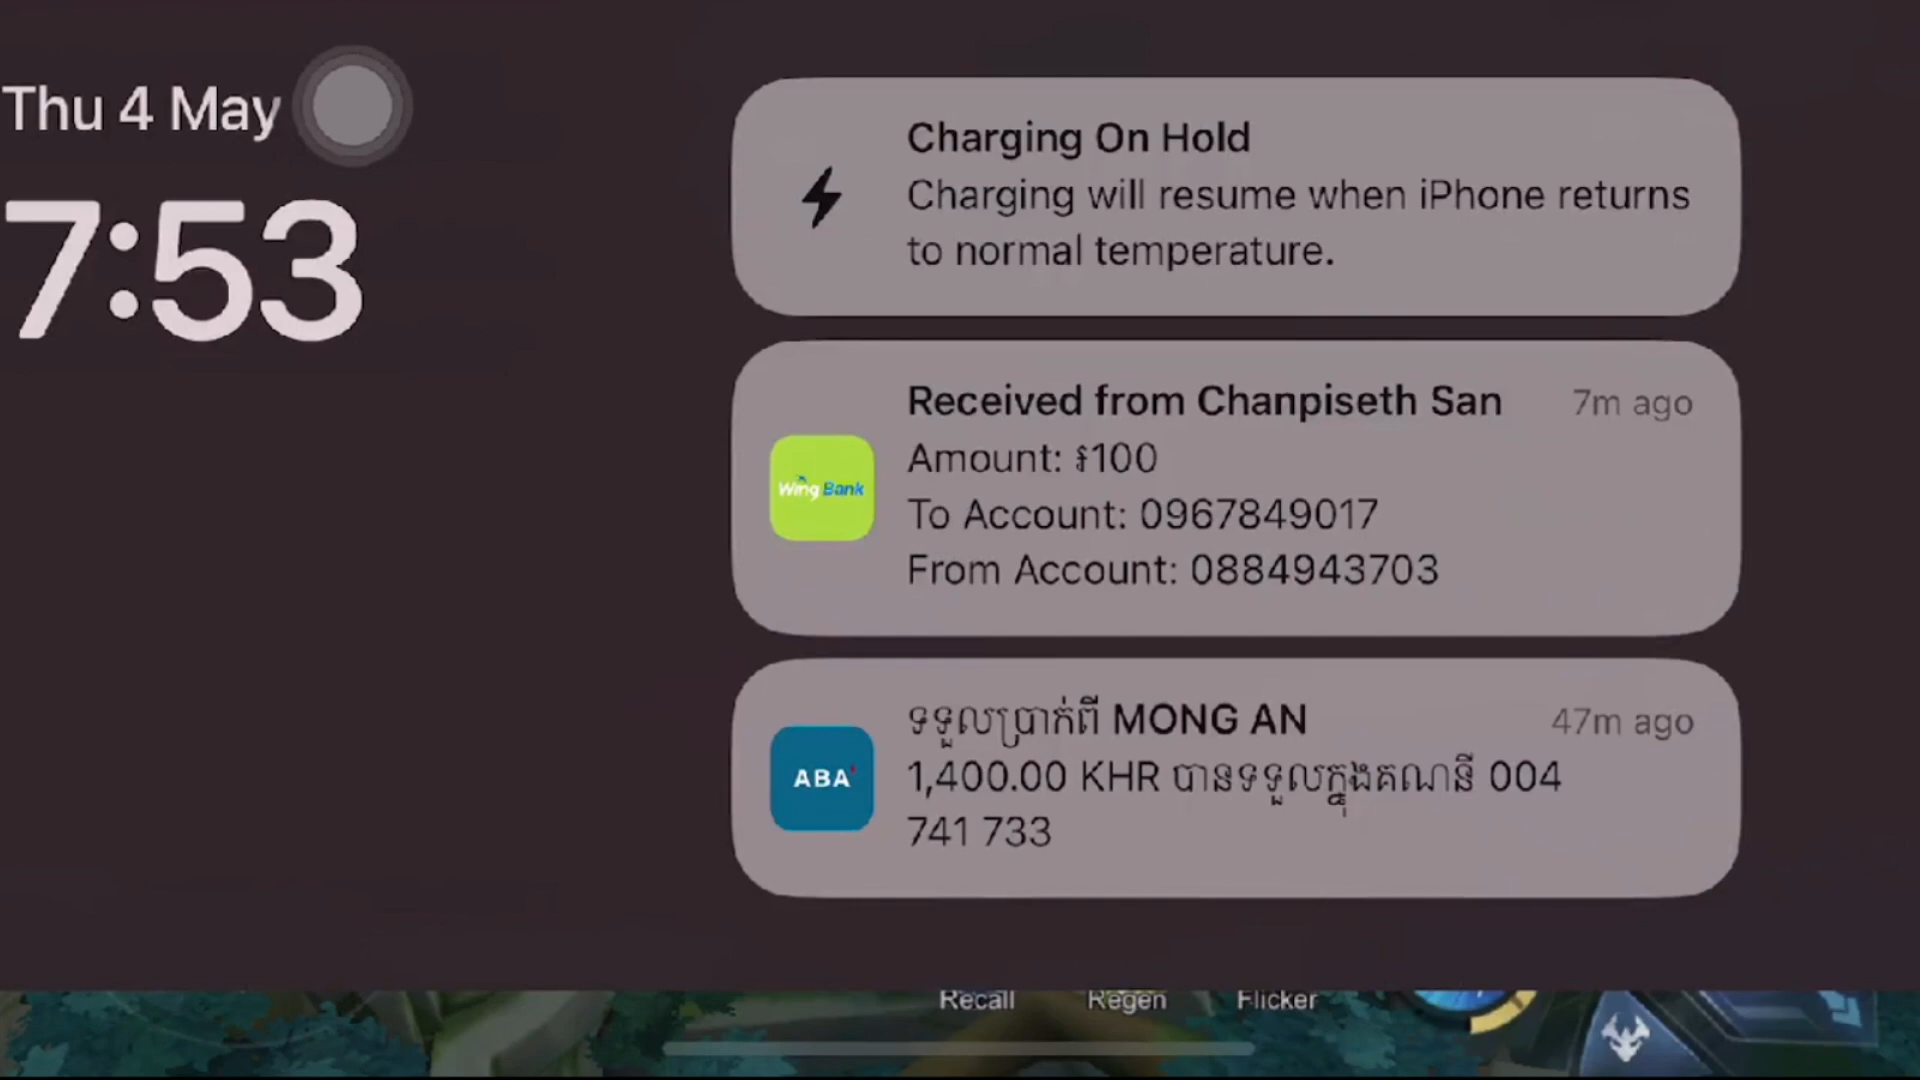 Thu 4 May
7:53
Charging On Hold
Charging will resume when iPhone returns
to normal temperature.
Wing Bank
Received from Chanpiseth San
7m ago
Amount: ៛100
To Account: 0967849017
From Account: 0884943703
ABA'
ទទួលប្រាក់ពី MONG AN
47m ago
1,400.00 KHR បានទទួលក្នុងគណនី 004
741 733
Recall
Regen
Flicker